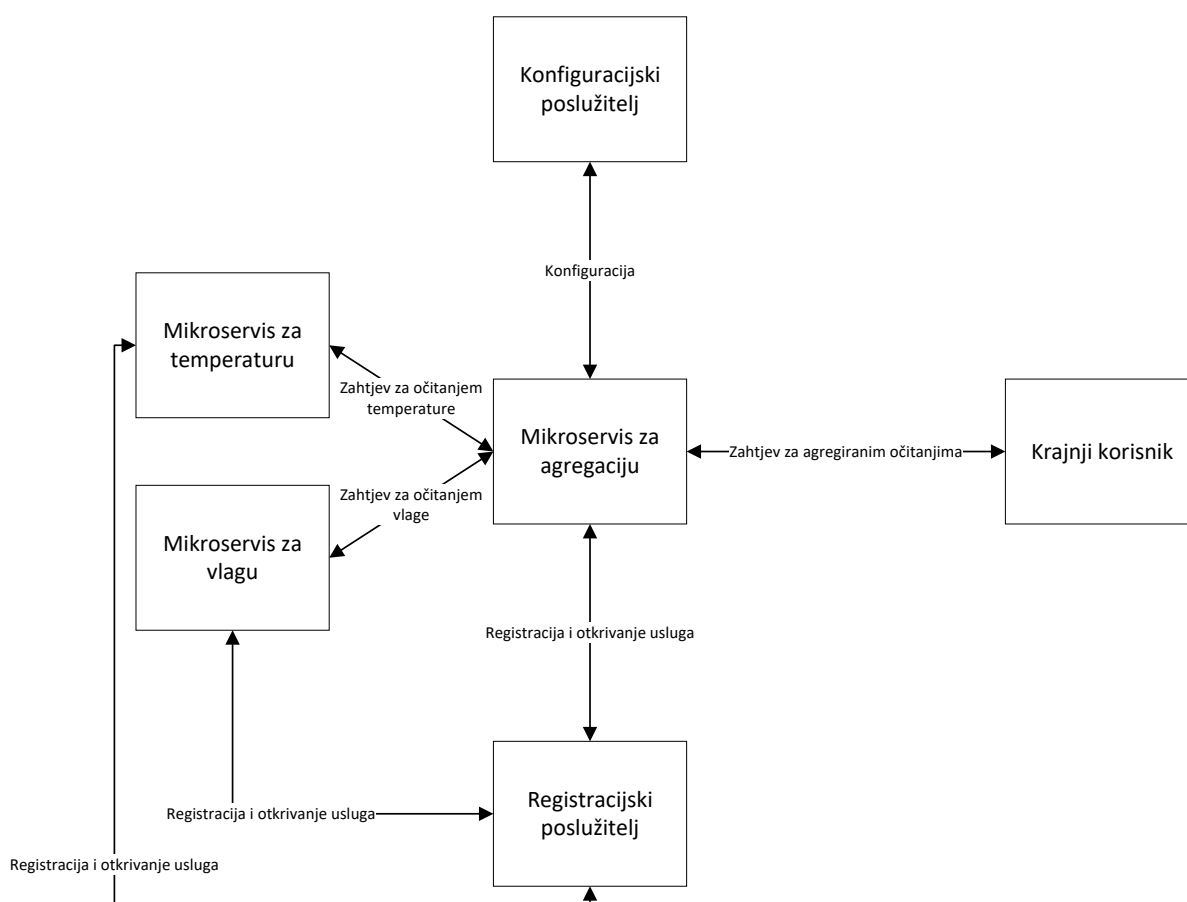 Konfiguracijski
poslužitelj
Konfiguracija
Mikroservis za
temperaturu
Zahtjev za očitanjem
temperature
Mikroservis za
agregaciju
Zahtjev za agregiranim očitanjima
Krajnji korisnik
Zahtjev za očitanjem
vlage
Mikroservis za
vlagu
Registracija i otkrivanje usluga
Registracijski
poslužitelj
Registracija i otkrivanje usluga
Registracija i otkrivanje usluga